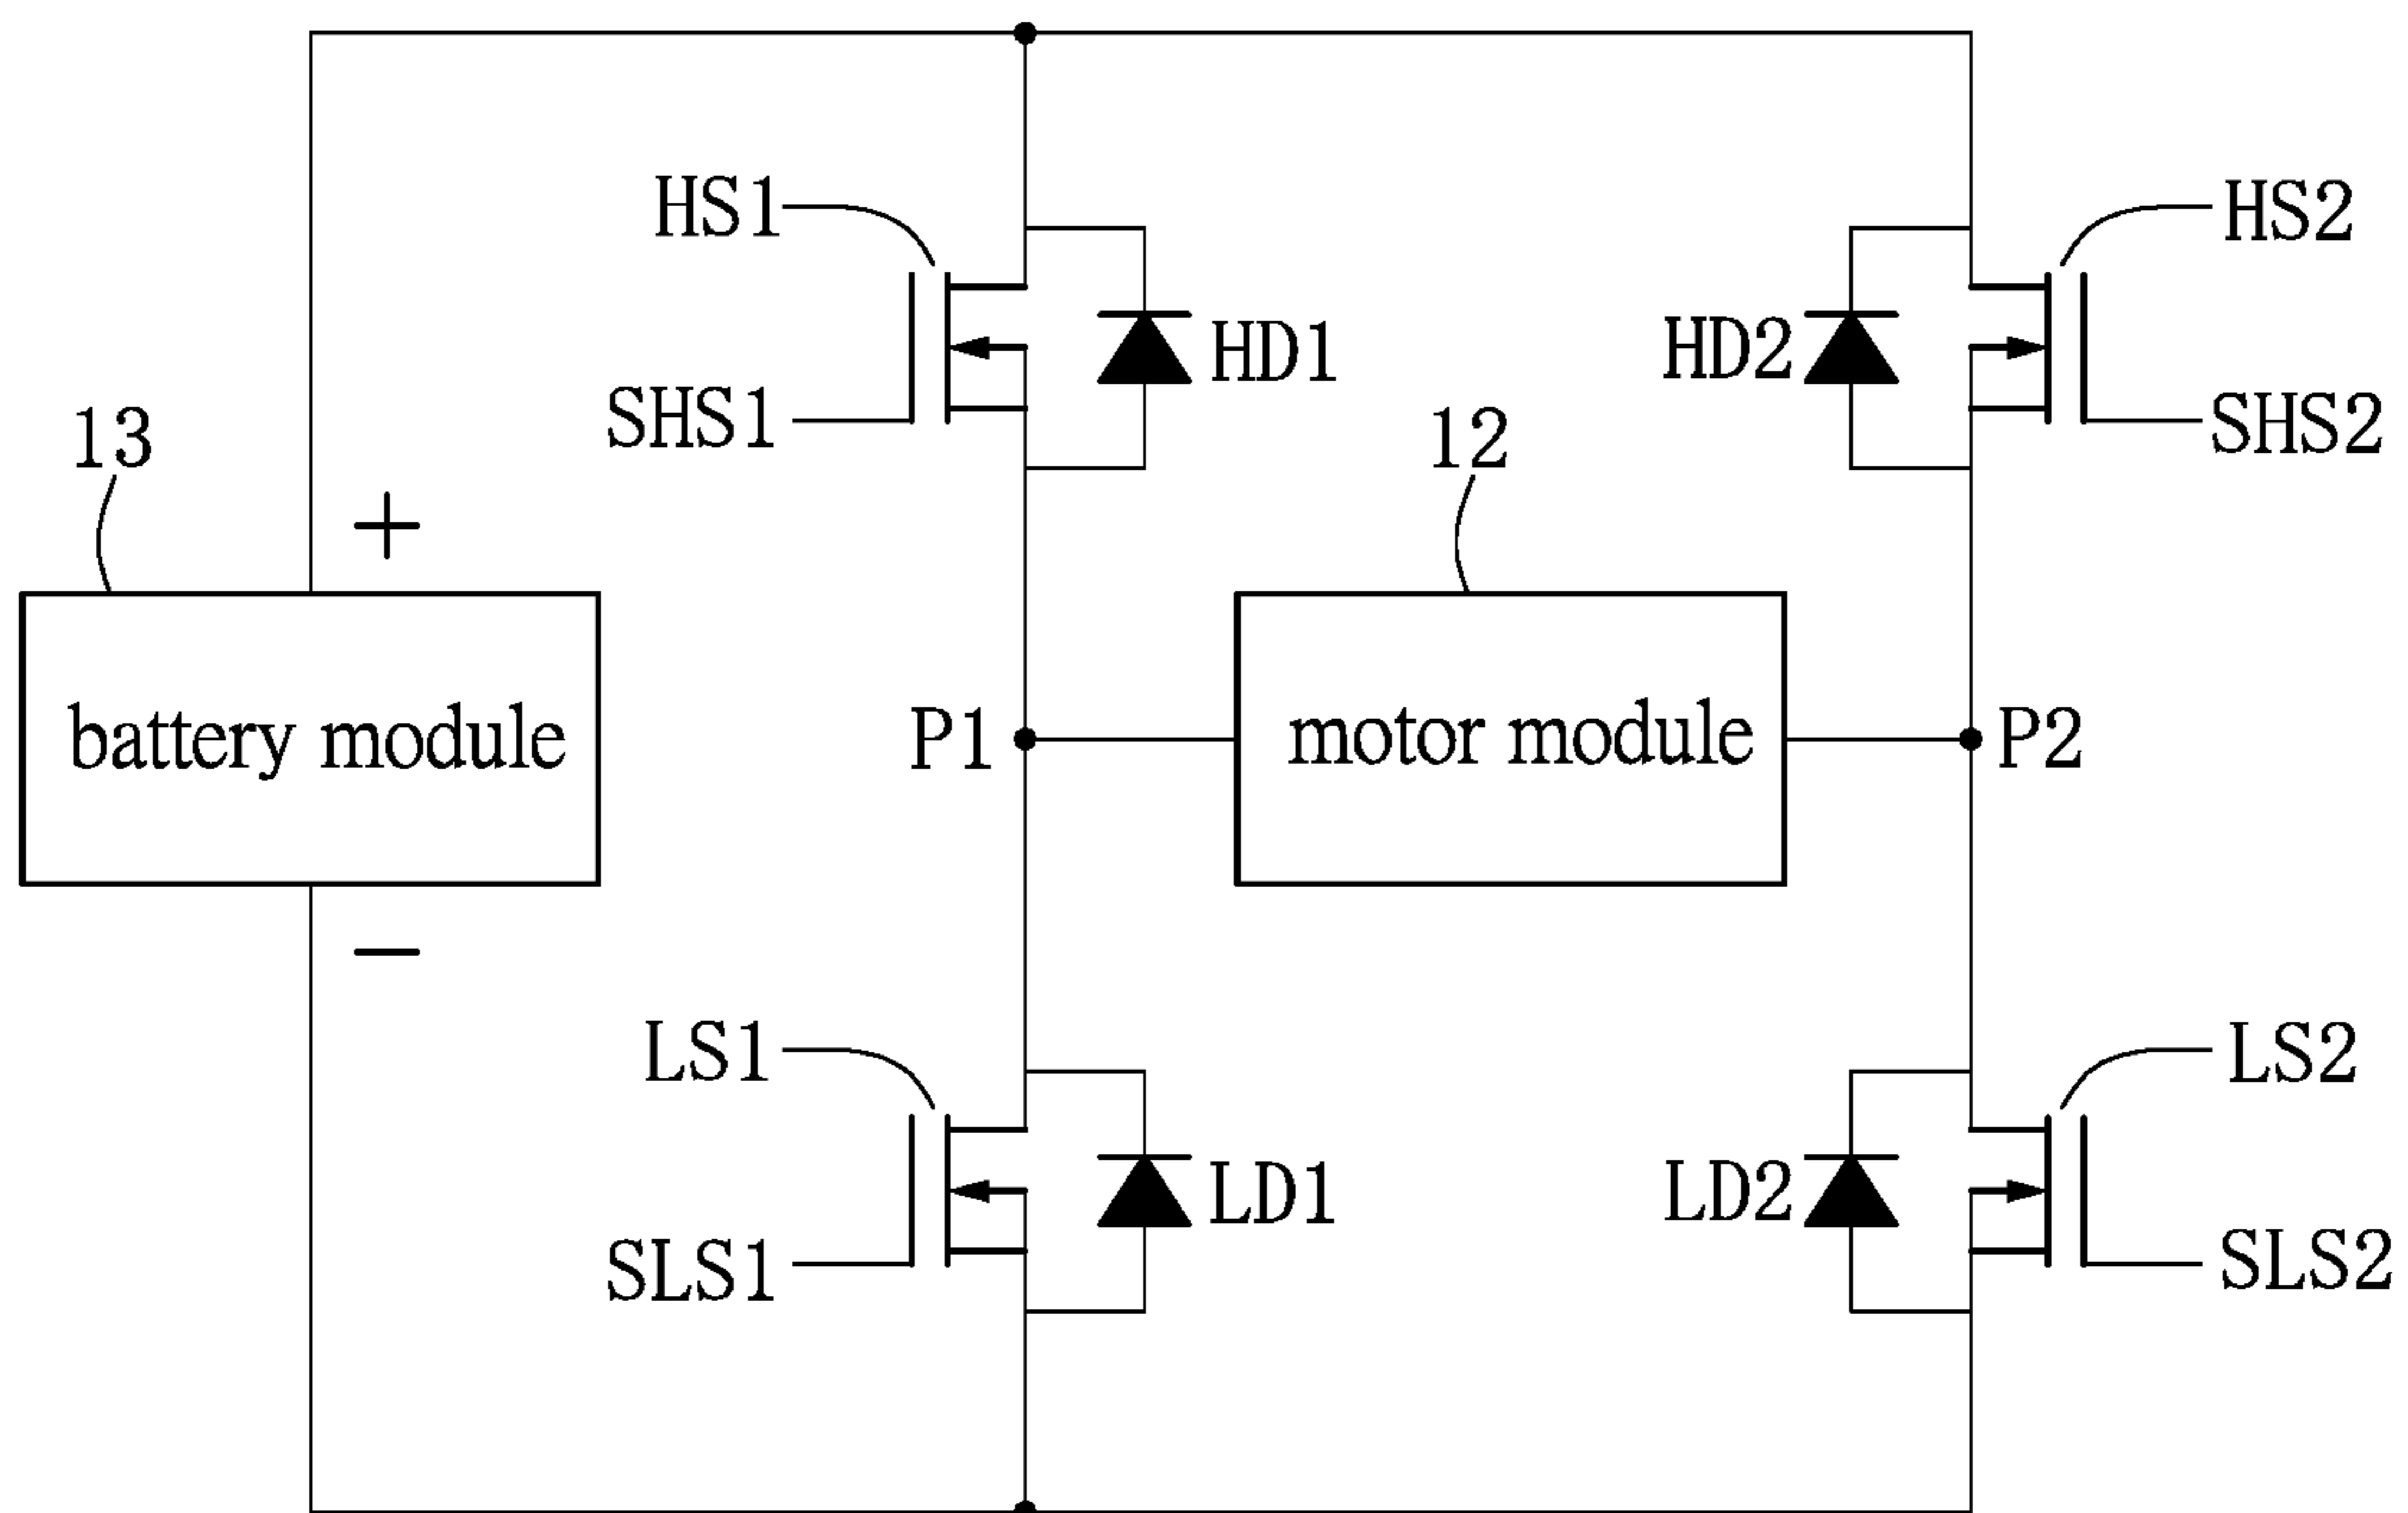 HS1
HS2
HD1
HD2
SHS1
SHS2
13
12
+
battery module
P1
motor module
P2
−
LS1
LS2
LD1
LD2
SLS1
SLS2